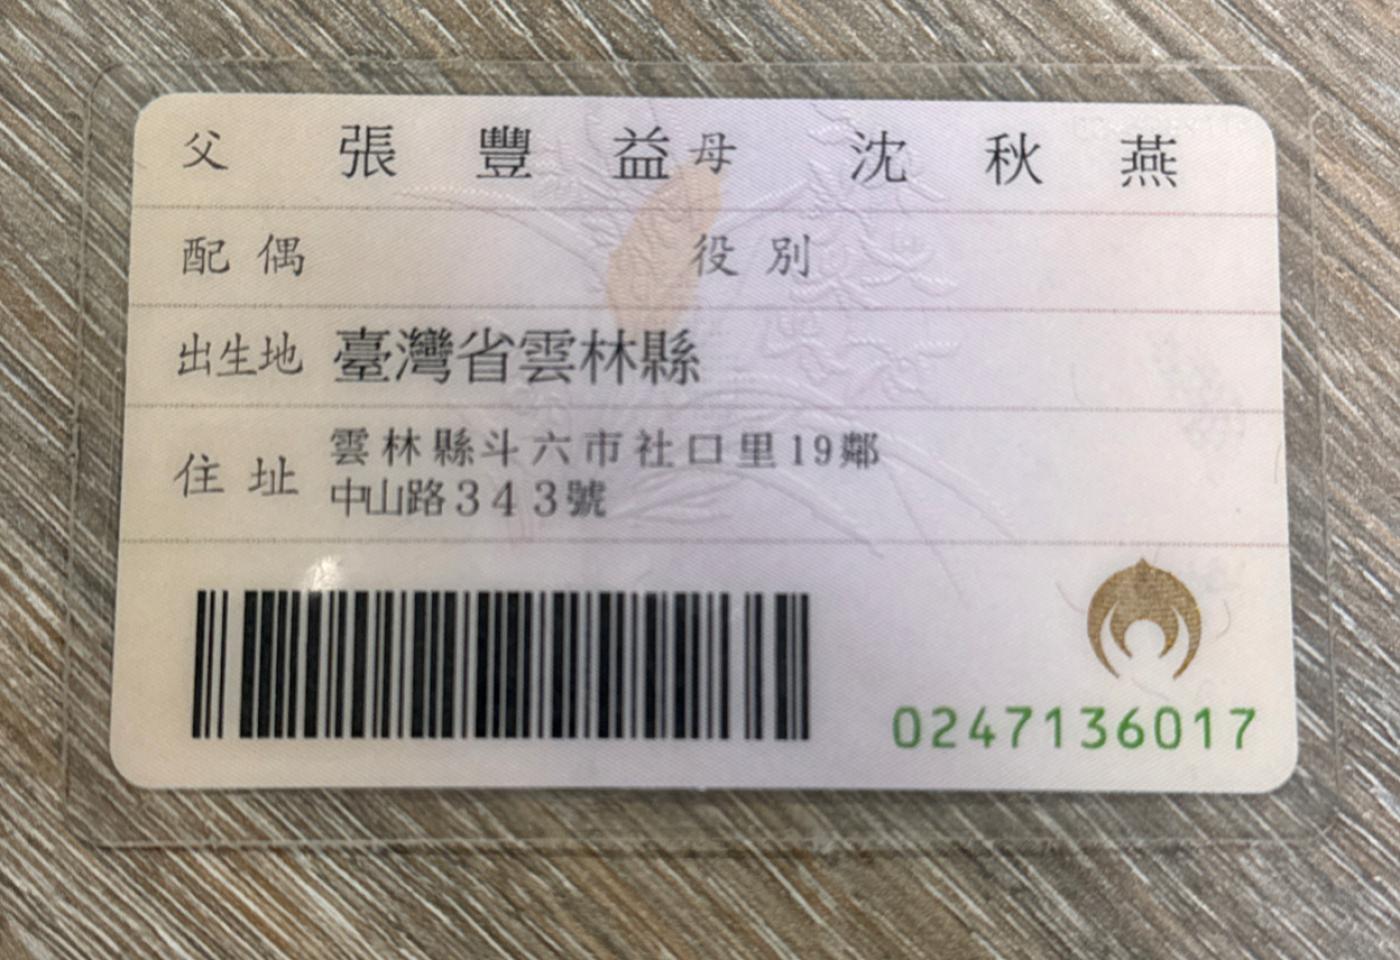 父 張豐益 母 沈秋燕
配偶 役別
出生地 臺灣省雲林縣
住址 雲林縣斗六市社口里19鄰
中山路343號
0247136017